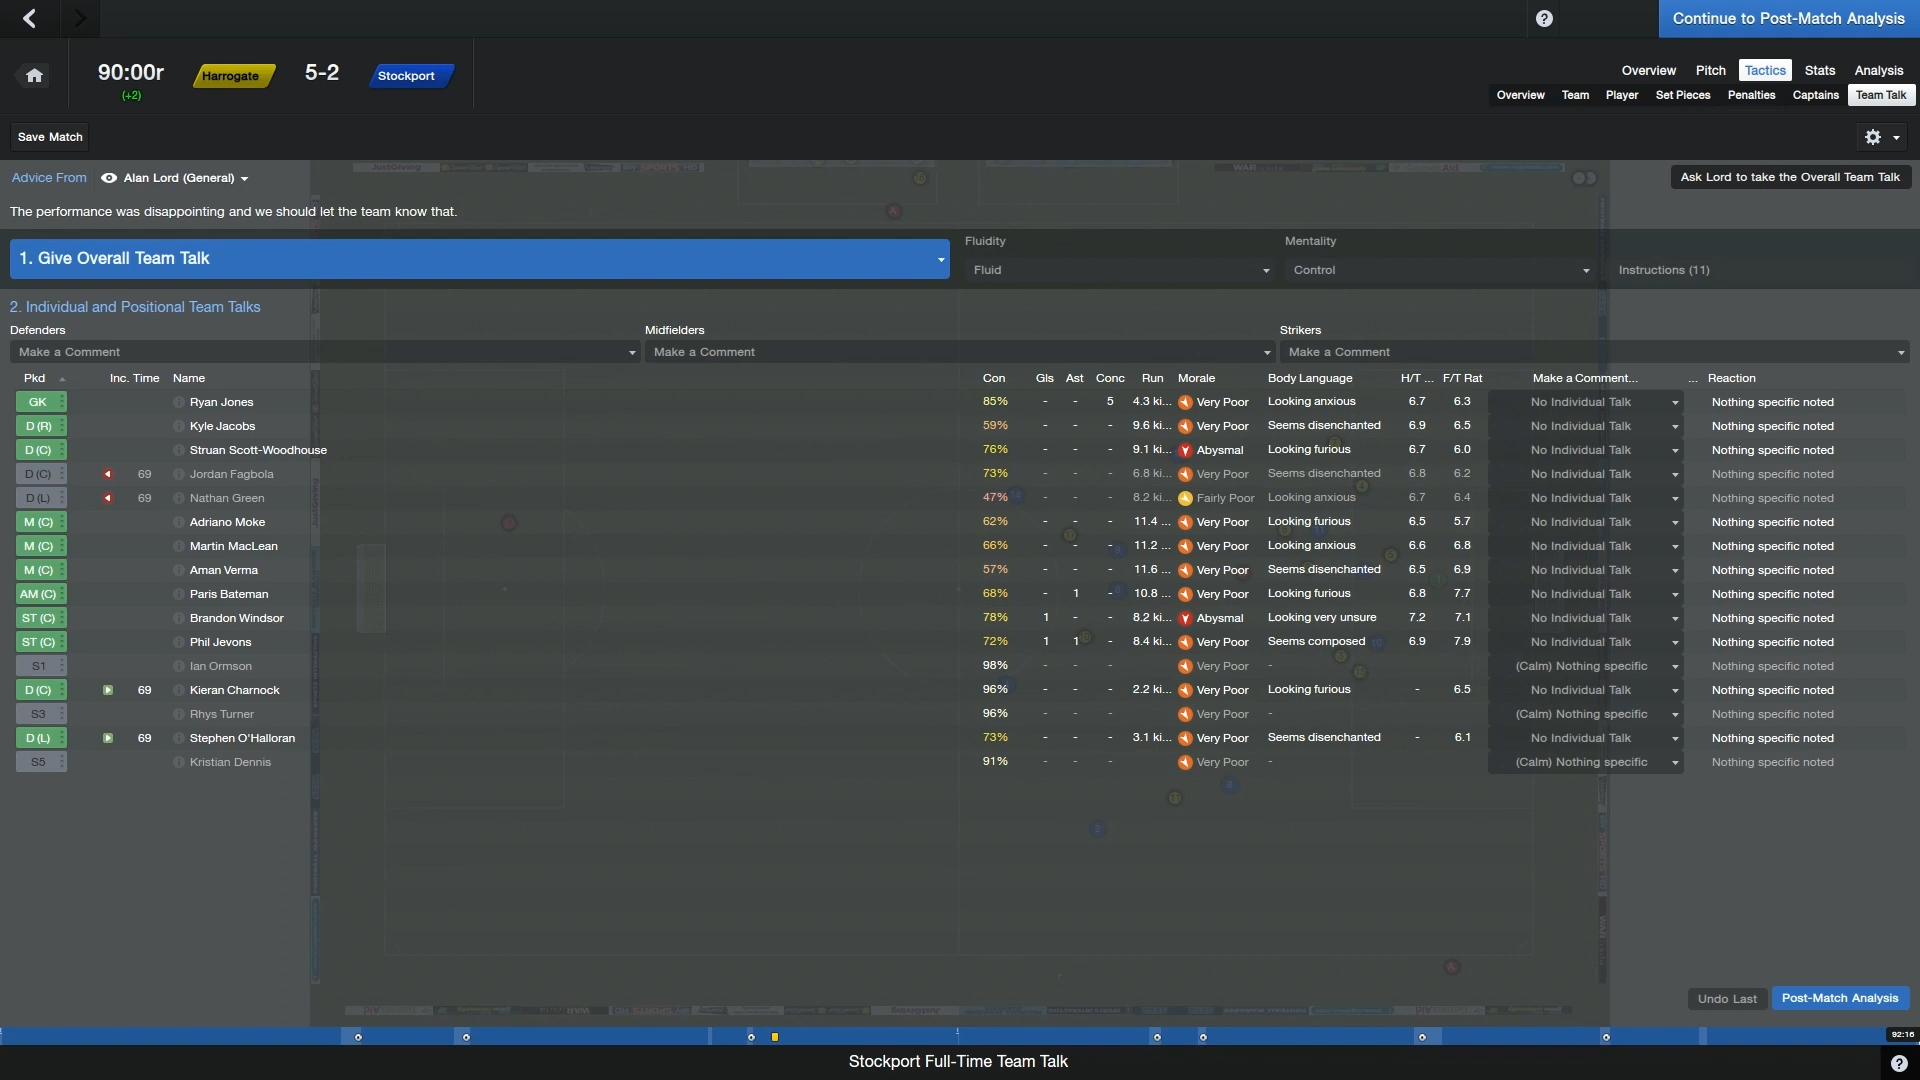 Continue to Post-Match Analysis
90:00r Harrogate 5-2 Stockport
(+2)
Overview Pitch Tactics Stats Analysis
Overview Team Player Set Pieces Penalties Captains Team Talk
Save Match
Advice From Alan Lord (General)
Ask Lord to take the Overall Team Talk
The performance was disappointing and we should let the team know that.
1. Give Overall Team Talk
Fluidity Mentality
Fluid Control Instructions (11)
2. Individual and Positional Team Talks
Defenders Midfielders Strikers
Make a Comment Make a Comment Make a Comment
Pkd Inc. Time Name Con Gls Ast Conc Run Morale Body Language H/T ... F/T Rat Make a Comment... ... Reaction
GK Ryan Jones 85% - - 5 4.3 ki... Very Poor Looking anxious 6.7 6.3 No Individual Talk Nothing specific noted
D (R) Kyle Jacobs 59% - - - 9.6 ki... Very Poor Seems disenchanted 6.9 6.5 No Individual Talk Nothing specific noted
D (C) Struan Scott-Woodhouse 76% - - - 9.1 ki... Abysmal Looking furious 6.7 6.0 No Individual Talk Nothing specific noted
D (C) 69 Jordan Fagbola 73% - - - 6.8 ki... Very Poor Seems disenchanted 6.8 6.2 No Individual Talk Nothing specific noted
D (L) 69 Nathan Green 47% - - - 8.2 ki... Fairly Poor Looking anxious 6.7 6.4 No Individual Talk Nothing specific noted
M (C) Adriano Moke 62% - - - 11.4 ... Very Poor Looking furious 6.5 5.7 No Individual Talk Nothing specific noted
M (C) Martin MacLean 66% - - - 11.2 ... Very Poor Looking anxious 6.6 6.8 No Individual Talk Nothing specific noted
M (C) Aman Verma 57% - - - 11.6 ... Very Poor Seems disenchanted 6.5 6.9 No Individual Talk Nothing specific noted
AM (C) Paris Bateman 68% - 1 - 10.8 ... Very Poor Looking furious 6.8 7.7 No Individual Talk Nothing specific noted
ST (C) Brandon Windsor 78% 1 - - 8.2 ki... Abysmal Looking very unsure 7.2 7.1 No Individual Talk Nothing specific noted
ST (C) Phil Jevons 72% 1 1 - 8.4 ki... Very Poor Seems composed 6.9 7.9 No Individual Talk Nothing specific noted
S1 Ian Ormson 98% - - - Very Poor - (Calm) Nothing specific Nothing specific noted
D (C) 69 Kieran Charnock 96% - - - 2.2 ki... Very Poor Looking furious - 6.5 No Individual Talk Nothing specific noted
S3 Rhys Turner 96% - - - Very Poor - (Calm) Nothing specific Nothing specific noted
D (L) 69 Stephen O'Halloran 73% - - - 3.1 ki... Very Poor Seems disenchanted - 6.1 No Individual Talk Nothing specific noted
S5 Kristian Dennis 91% - - - Very Poor - (Calm) Nothing specific Nothing specific noted
Undo Last Post-Match Analysis
92:16
Stockport Full-Time Team Talk